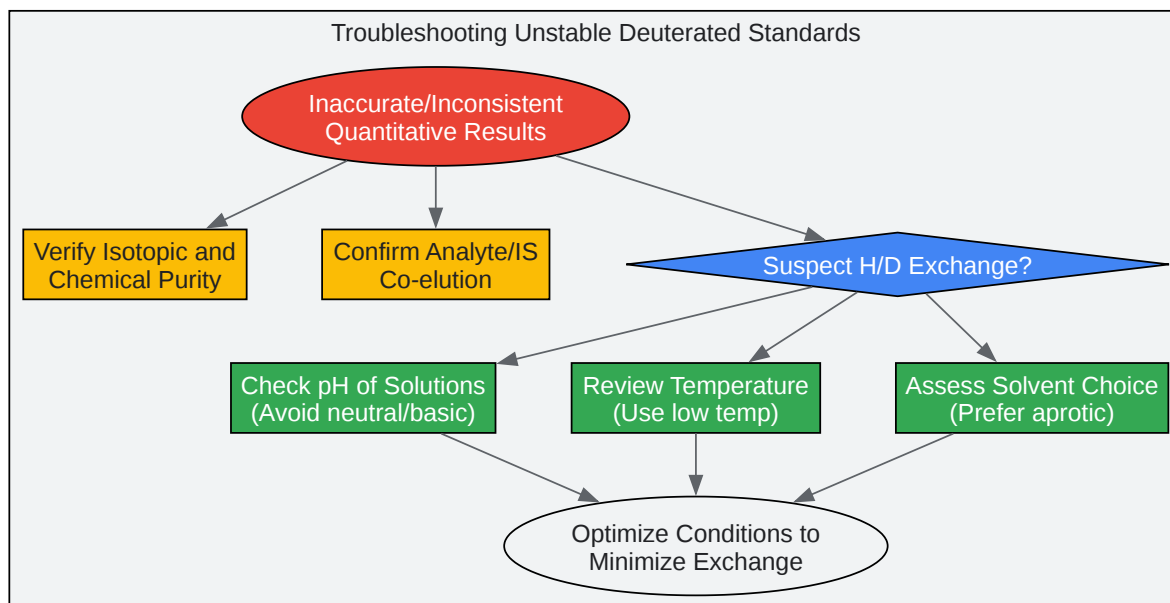 Troubleshooting Unstable Deuterated Standards
Inaccurate/Inconsistent
Quantitative Results
Verify Isotopic and
Chemical Purity
Confirm Analyte/IS
Co-elution
Suspect H/D Exchange?
Check pH of Solutions
(Avoid neutral/basic)
Review Temperature
(Use low temp)
Assess Solvent Choice
(Prefer aprotic)
Optimize Conditions to
Minimize Exchange